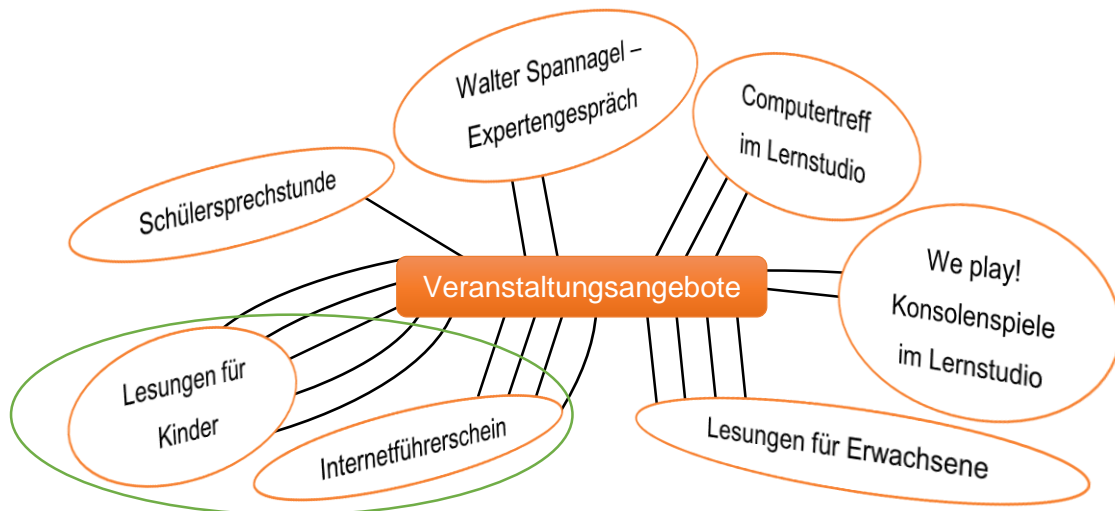 Walter Spannagel –
Expertengespräch
Computertreff
im Lernstudio
Schülersprechstunde
We play!
Konsolenspiele
im Lernstudio
Veranstaltungsangebote
Lesungen für
Kinder
Internetführerschein
Lesungen für Erwachsene